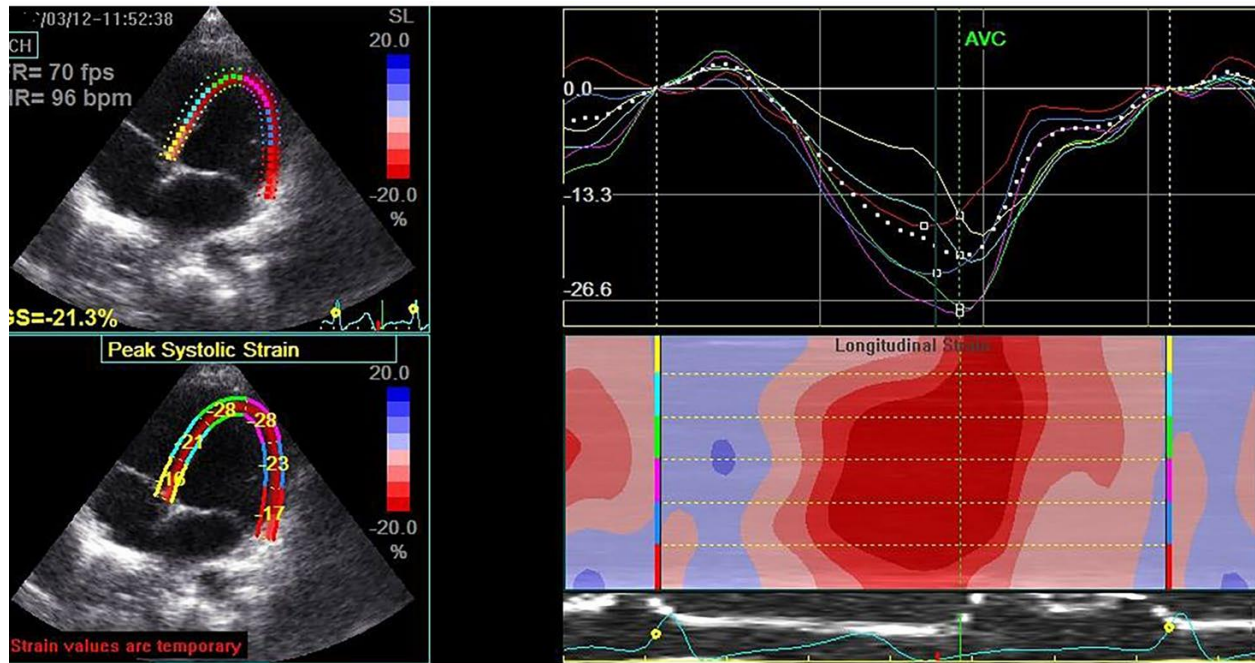 /03/12-11:52:38
SL
20.0
CH
FR= 70 fps
HR= 96 bpm
-20.0
%
GS=-21.3%
AVC
0.0
-13.3
-26.6
Peak Systolic Strain
20.0
-28
-28
-21
-23
-16
-17
-20.0
%
Strain values are temporary
Longitudinal Strain